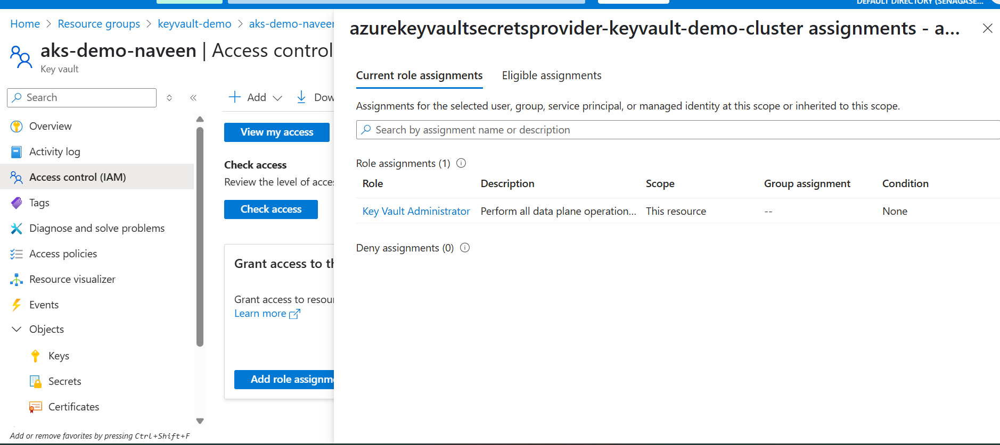 DEFAULT DIRECTORY (SENAGASE...
Home > Resource groups > keyvault-demo > aks-demo-naveen
aks-demo-naveen | Access control
Key vault
Search
Overview
Activity log
Access control (IAM)
Tags
Diagnose and solve problems
Access policies
Resource visualizer
Events
Objects
Keys
Secrets
Certificates
Add or remove favorites by pressing Ctrl+Shift+F
Add
View my access
Check access
Review the level of
Check access
Grant access to
Grant access to
Learn more
Add role
azurekeyvaultsecretsprovider-keyvault-demo-cluster assignments - a...
Current role assignments
Eligible assignments
Assignments for the selected user, group, service principal, or managed identity at this scope or inherited to this scope.
Search by assignment name or description
Role assignments (1)
Role Description Scope Group assignment Condition
Key Vault Administrator Perform all data plane operation... This resource -- None
Deny assignments (0)